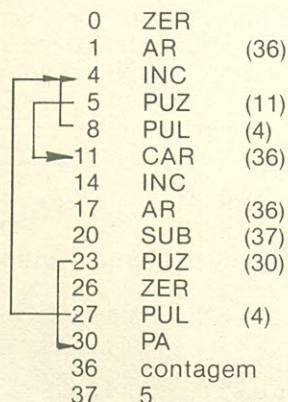 0 ZER
1 AR (36)
4 INC
5 PUZ (11)
8 PUL (4)
11 CAR (36)
14 INC
17 AR (36)
20 SUB (37)
23 PUZ (30)
26 ZER
27 PUL (4)
30 PA
36 contagem
37 5